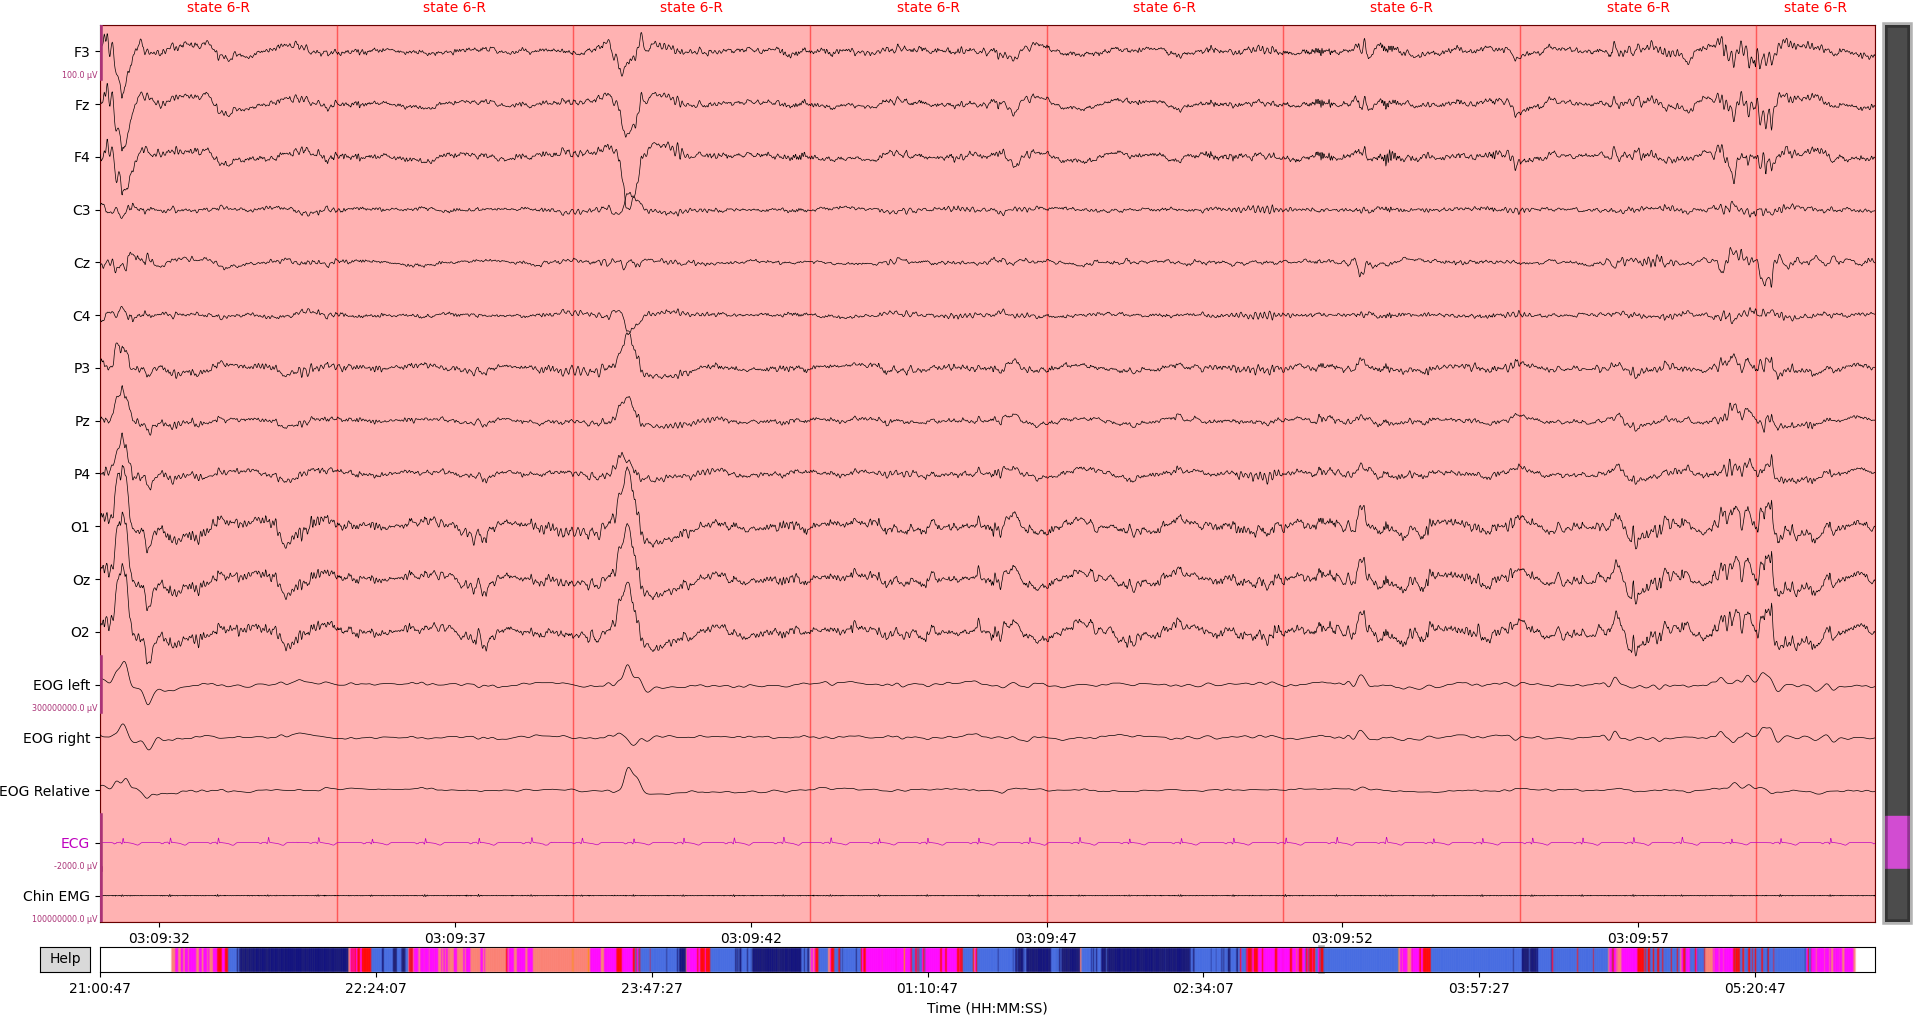 state 6-R state 6-R state 6-R state 6-R state 6-R state 6-R state 6-R state 6-R
F3
100.0 µV
Fz
F4
C3
Cz
C4
P3
Pz
P4
O1
Oz
O2
EOG left
300000000.0 µV
EOG right
EOG Relative
ECG
-2000.0 µV
Chin EMG
100000000.0 µV
03:09:32 03:09:37 03:09:42 03:09:47 03:09:52 03:09:57
Help
21:00:47 22:24:07 23:47:27 01:10:47 02:34:07 03:57:27 05:20:47
Time (HH:MM:SS)